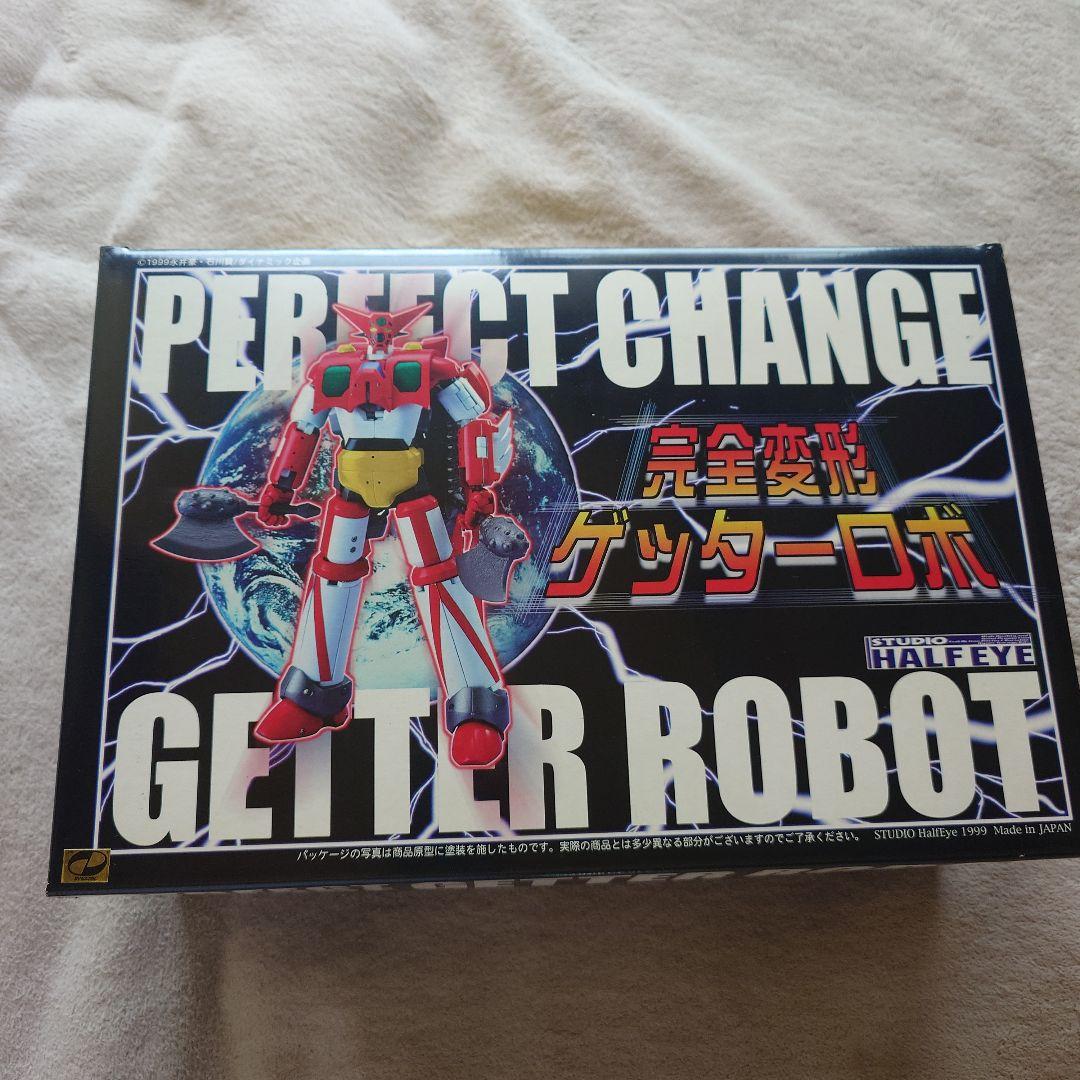 ©1999永井豪・石川賢/ダイナミック企画
PERFECT CHANGE
完全変形
ゲッターロボ
STUDIO
HALF EYE
GETTER ROBOT
パッケージの写真は商品原型に塗装を施したものです。実際の商品とは多少異なる部分がございますのでご了承ください。
STUDIO HalfEye 1999 Made in JAPAN